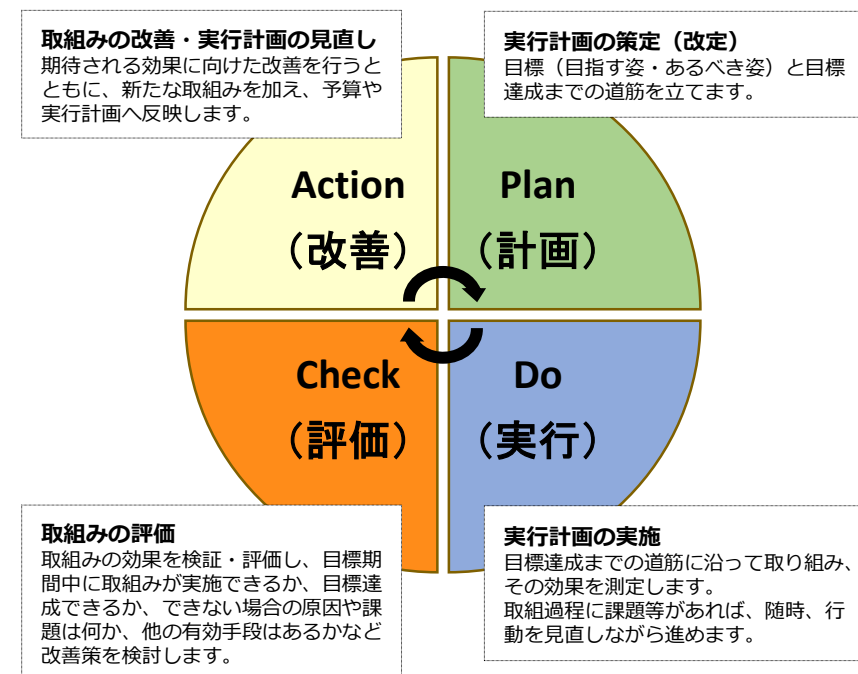 取組みの改善・実行計画の見直し
期待される効果に向けた改善を行うと
ともに、新たな取組みを加え、予算や
実行計画へ反映します。
実行計画の策定（改定）
目標（目指す姿・あるべき姿）と目標
達成までの道筋を立てます。
Action
（改善）
Plan
（計画）
Check
（評価）
Do
（実行）
取組みの評価
取組みの効果を検証・評価し、目標期
間中に取組みが実施できるか、目標達
成できるか、できない場合の原因や課
題は何か、他の有効手段はあるかなど
改善策を検討します。
実行計画の実施
目標達成までの道筋に沿って取り組み、
その効果を測定します。
取組過程に課題等があれば、随時、行
動を見直しながら進めます。